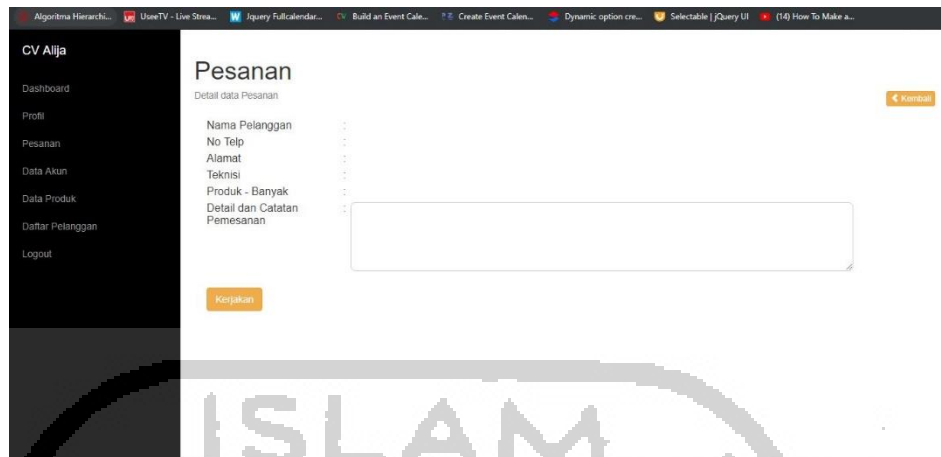 Algoritma Hierarchi... UseeTV - Live Strea... Jquery Fullcalendar... Build an Event Cale... Create Event Calen... Dynamic option cre... Selectable | jQuery UI (14) How To Make a...
CV Alija
Dashboard
Profil
Pesanan
Data Akun
Data Produk
Daftar Pelanggan
Logout
Pesanan
Detail data Pesanan
Kembali
Nama Pelanggan :
No Telp :
Alamat :
Teknisi :
Produk - Banyak :
Detail dan Catatan :
Pemesanan
Kerjakan
ISLAM